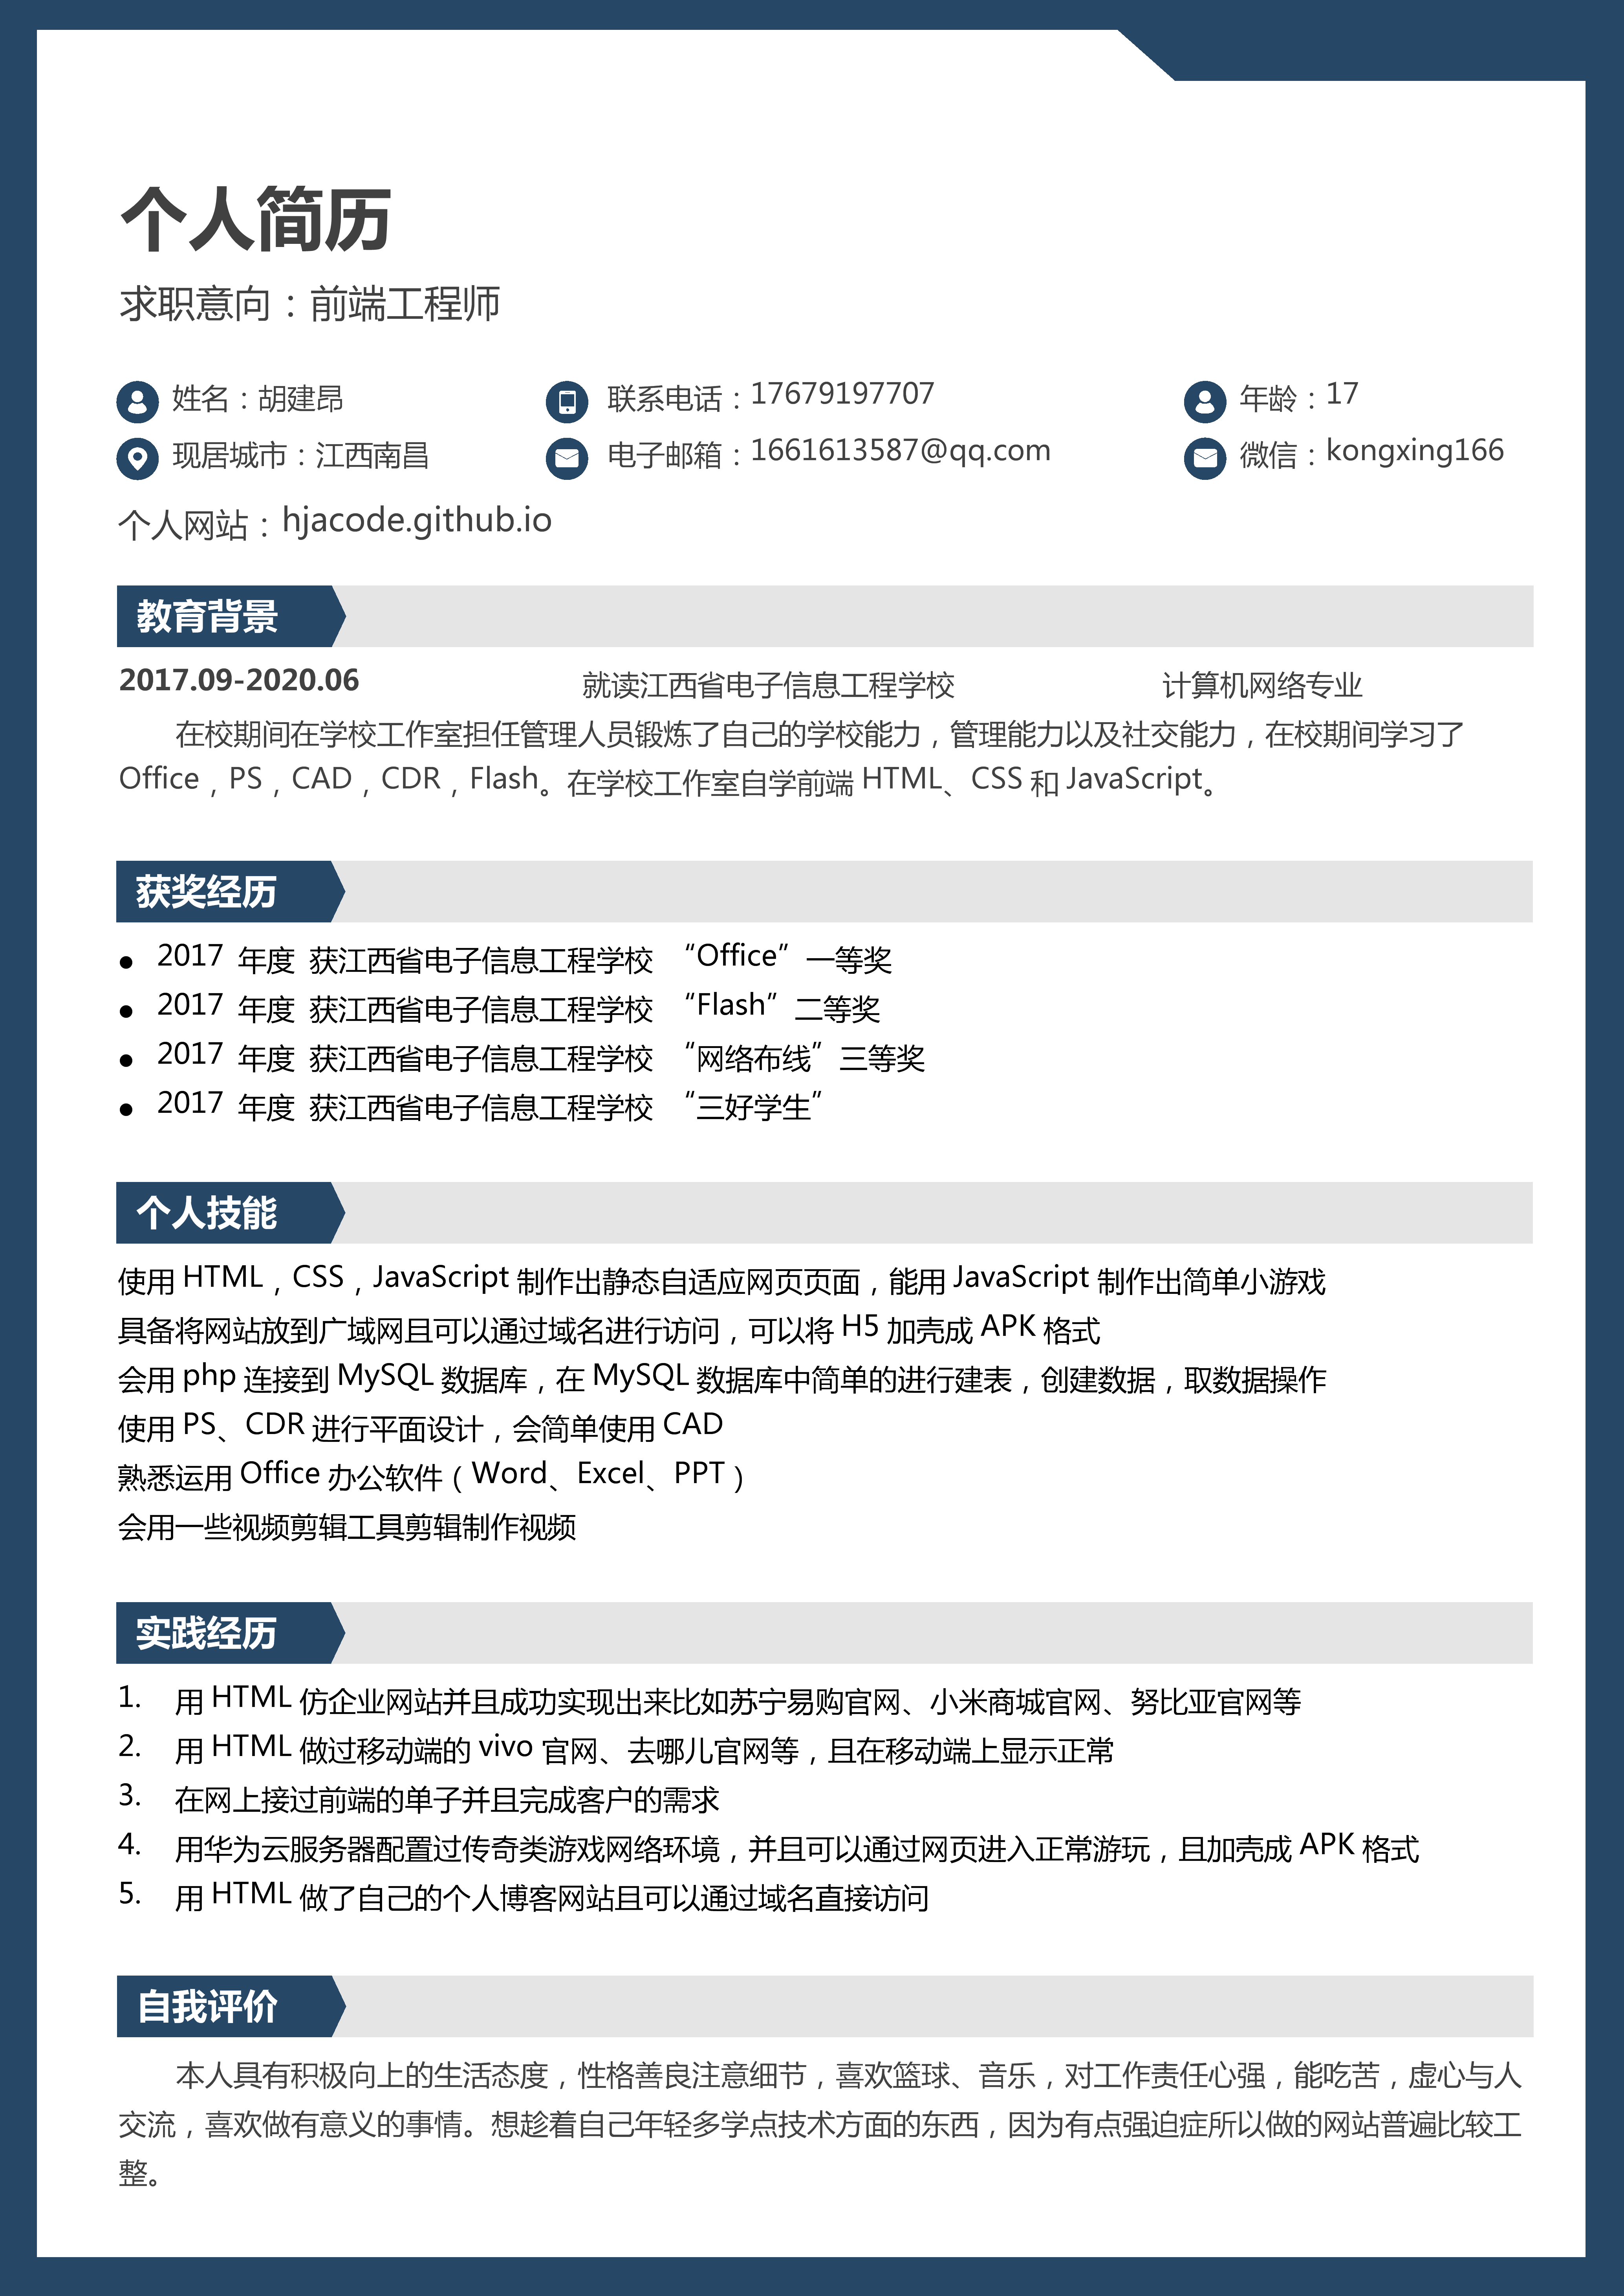 个人简历
求职意向：前端工程师
姓名：胡建昂 联系电话：17679197707 年龄：17
现居城市：江西南昌 电子邮箱：1661613587@qq.com 微信：kongxing166
个人网站：hjacode.github.io
教育背景
2017.09-2020.06 就读江西省电子信息工程学校 计算机网络专业
在校期间在学校工作室担任管理人员锻炼了自己的学校能力，管理能力以及社交能力，在校期间学习了
Office，PS，CAD，CDR，Flash。在学校工作室自学前端 HTML、CSS 和 JavaScript。
获奖经历
● 2017 年度 获江西省电子信息工程学校 “Office”一等奖
● 2017 年度 获江西省电子信息工程学校 “Flash”二等奖
● 2017 年度 获江西省电子信息工程学校 “网络布线”三等奖
● 2017 年度 获江西省电子信息工程学校 “三好学生”
个人技能
使用 HTML，CSS，JavaScript 制作出静态自适应网页页面，能用 JavaScript 制作出简单小游戏
具备将网站放到广域网且可以通过域名进行访问，可以将 H5 加壳成 APK 格式
会用 php 连接到 MySQL 数据库，在 MySQL 数据库中简单的进行建表，创建数据，取数据操作
使用 PS、CDR 进行平面设计，会简单使用 CAD
熟悉运用 Office 办公软件（Word、Excel、PPT）
会用一些视频剪辑工具剪辑制作视频
实践经历
1. 用 HTML 仿企业网站并且成功实现出来比如苏宁易购官网、小米商城官网、努比亚官网等
2. 用 HTML 做过移动端的 vivo 官网、去哪儿官网等，且在移动端上显示正常
3. 在网上接过前端的单子并且完成客户的需求
4. 用华为云服务器配置过传奇类游戏网络环境，并且可以通过网页进入正常游玩，且加壳成 APK 格式
5. 用 HTML 做了自己的个人博客网站且可以通过域名直接访问
自我评价
本人具有积极向上的生活态度，性格善良注意细节，喜欢篮球、音乐，对工作责任心强，能吃苦，虚心与人
交流，喜欢做有意义的事情。想趁着自己年轻多学点技术方面的东西，因为有点强迫症所以做的网站普遍比较工
整。